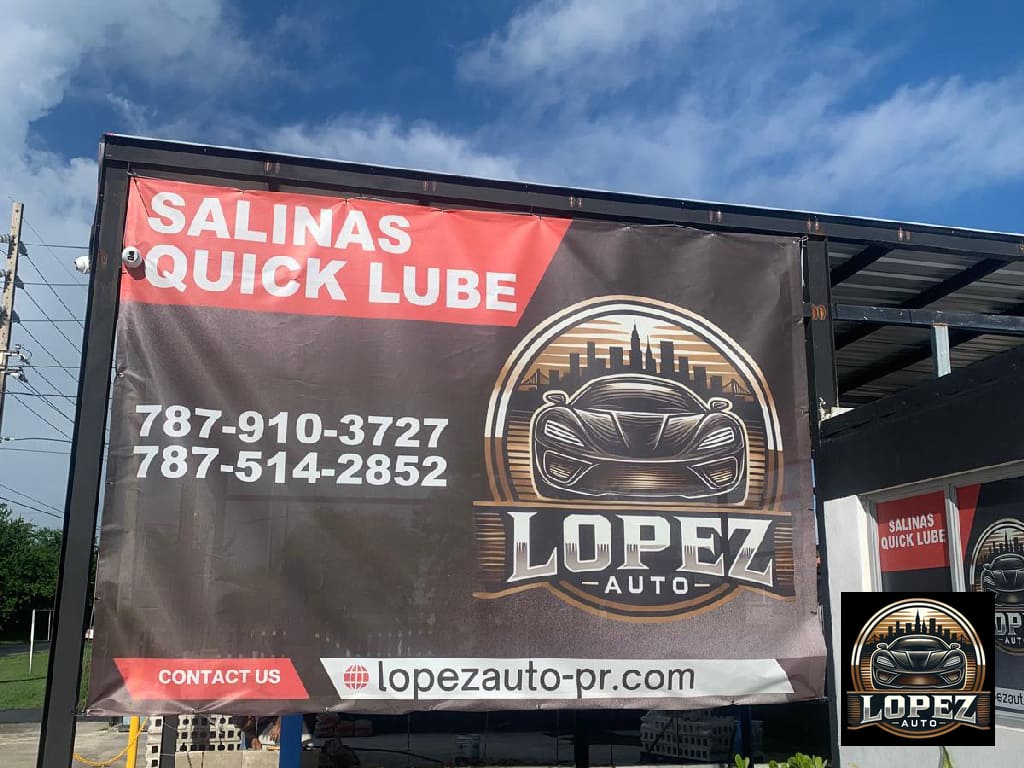 SALINAS
QUICK LUBE
787-910-3727
787-514-2852
LOPEZ
-AUTO-
CONTACT US
lopezauto-pr.com
SALINAS
QUICK LUBE
LOPEZ
-AUTO-